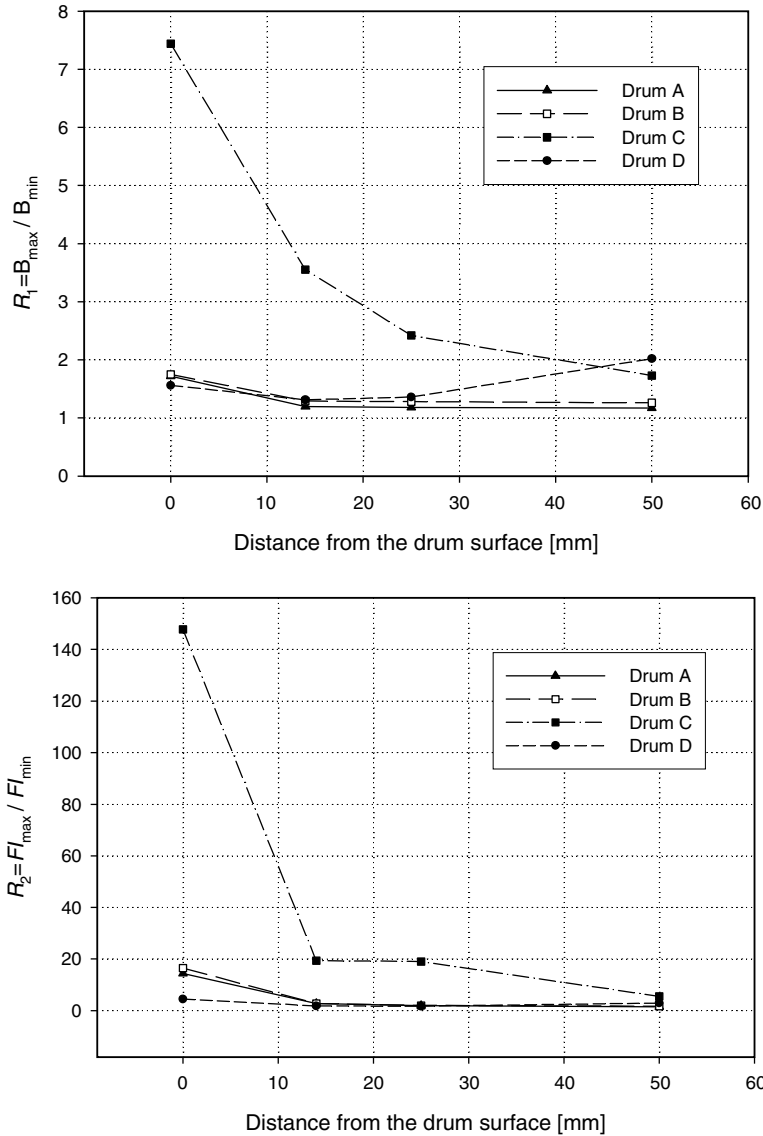 8
7
6
5
4
3
2
1
0
R₁=Bmax / Bmin
Drum A
Drum B
Drum C
Drum D
0 10 20 30 40 50 60
Distance from the drum surface [mm]
160
140
120
100
80
60
40
20
0
R₂=FImax / FImin
Drum A
Drum B
Drum C
Drum D
0 10 20 30 40 50 60
Distance from the drum surface [mm]